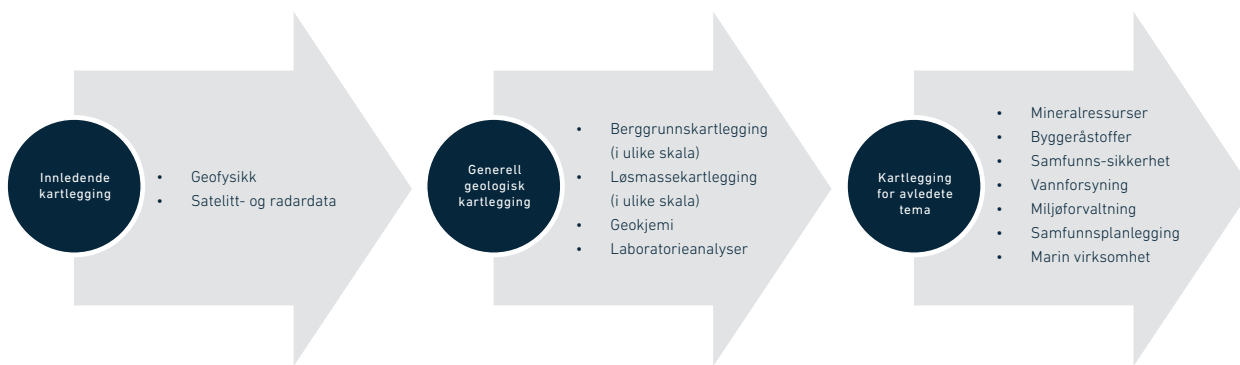 Innledende
kartlegging
• Geofysikk
• Satelitt- og radardata
Generell
geologisk
kartlegging
• Berggrunnskartlegging
(i ulike skala)
• Løsmassekartlegging
(i ulike skala)
• Geokjemi
• Laboratorieanalyser
Kartlegging
for avledete
tema
• Mineralressurser
• Byggeråstoffer
• Samfunns-sikkerhet
• Vannforsyning
• Miljøforvaltning
• Samfunnsplanlegging
• Marin virksomhet